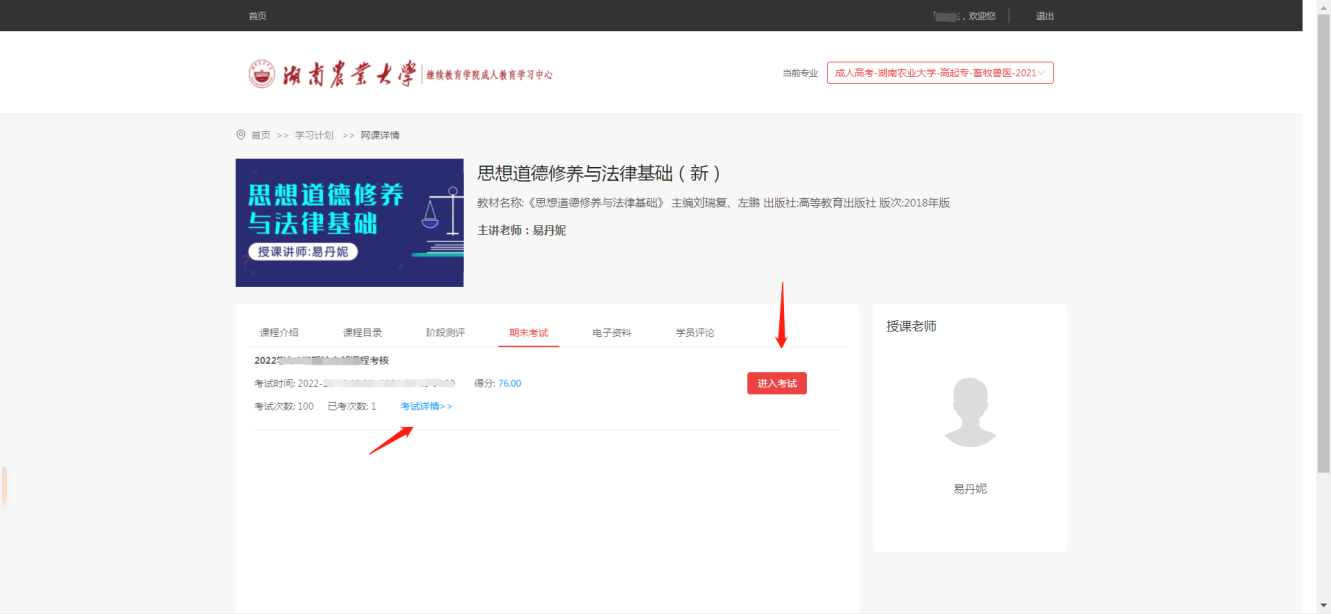 首页
，欢迎您 退出
湖南农业大学 继续教育学院成人教育学习中心
当前专业 成人高考-湖南农业大学-高起专-畜牧兽医-2021
首页 >> 学习计划 >> 网课详情
思想道德修养
与法律基础
授课讲师:易丹妮
思想道德修养与法律基础（新）
教材名称:《思想道德修养与法律基础》 主编刘瑞复、左鹏 出版社:高等教育出版社 版次:2018年版
主讲老师：易丹妮
课程介绍 课程目录 阶段测评 期末考试 电子资料 学员评论
2022 课程考核
考试时间: 2022- 得分: 76.00
进入考试
考试次数: 100 已考次数: 1 考试详情>>
授课老师
易丹妮